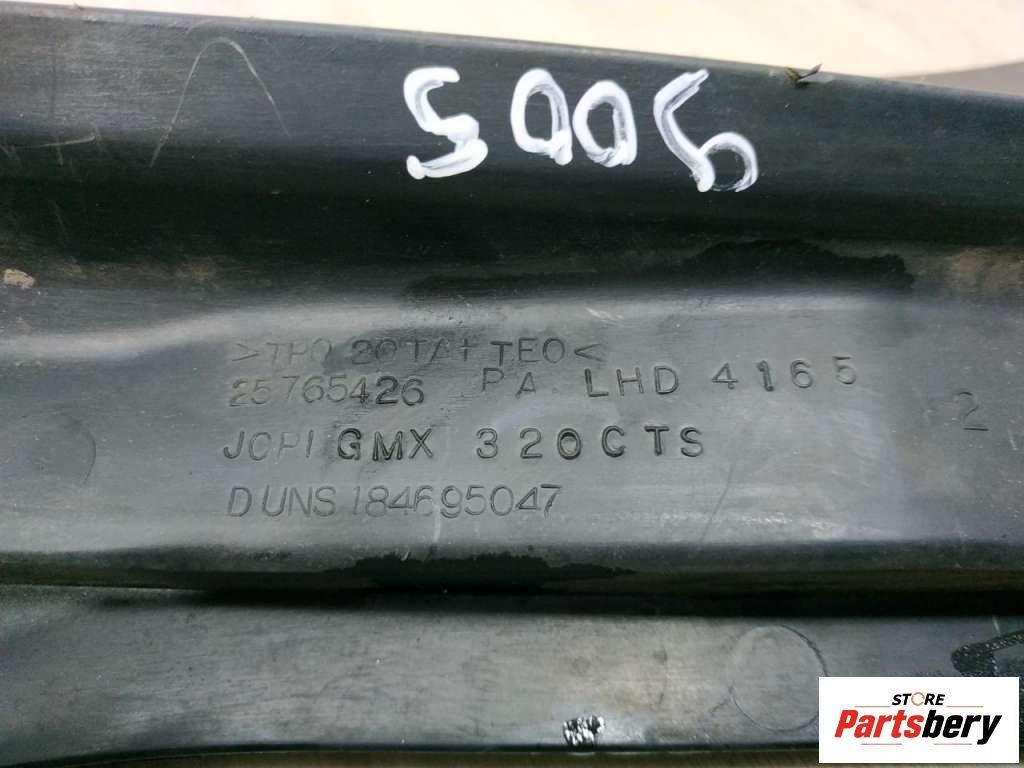 5006
>TPO 20TA+TEO<
25765426 PA. LHD 4165
2
JCPI GMX 320CTS
DUNS 184695047
STORE
Partsbery